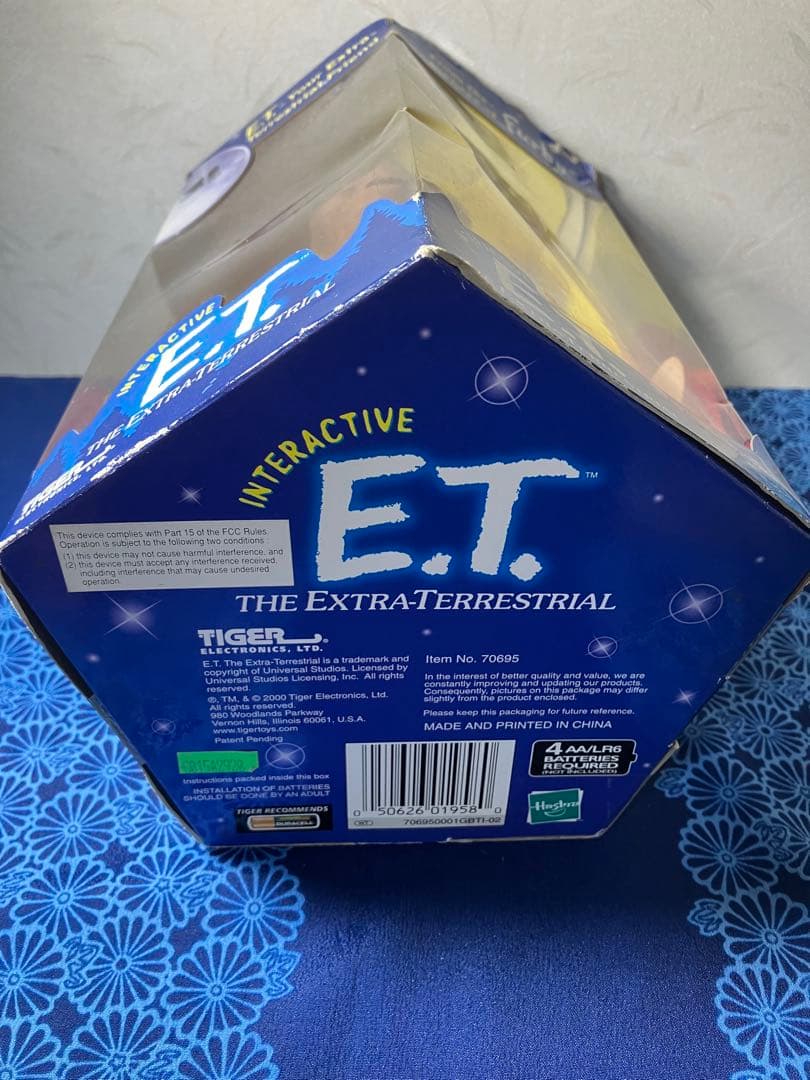 E.T. Your Extra-
Terrestrial Friend
INTERACTIVE
E.T.
THE EXTRA-TERRESTRIAL
TIGER
ELECTRONICS, LTD.
INTERACTIVE
E.T.™
THE EXTRA-TERRESTRIAL
This device complies with Part 15 of the FCC Rules.
Operation is subject to the following two conditions:
(1) this device may not cause harmful interference, and
(2) this device must accept any interference received,
including interference that may cause undesired
operation.
TIGER®
ELECTRONICS, LTD.
E.T. The Extra-Terrestrial is a trademark and
copyright of Universal Studios. Licensed by
Universal Studios Licensing, Inc. All rights
reserved.
®, TM, & © 2000 Tiger Electronics, Ltd.
All rights reserved.
980 Woodlands Parkway
Vernon Hills, Illinois 60061, U.S.A.
www.tigertoys.com
Patent Pending
Item No. 70695
In the interest of better quality and value, we are
constantly improving and updating our products.
Consequently, pictures on this package may differ
slightly from the product enclosed.
Please keep this packaging for future reference.
MADE AND PRINTED IN CHINA
Instructions packed inside this box
INSTALLATION OF BATTERIES
SHOULD BE DONE BY AN ADULT
TIGER RECOMMENDS
DURACELL
0 50626 01958 0
706950001GBTI-02
4 AA/LR6
BATTERIES
REQUIRED
(NOT INCLUDED)
Hasbro